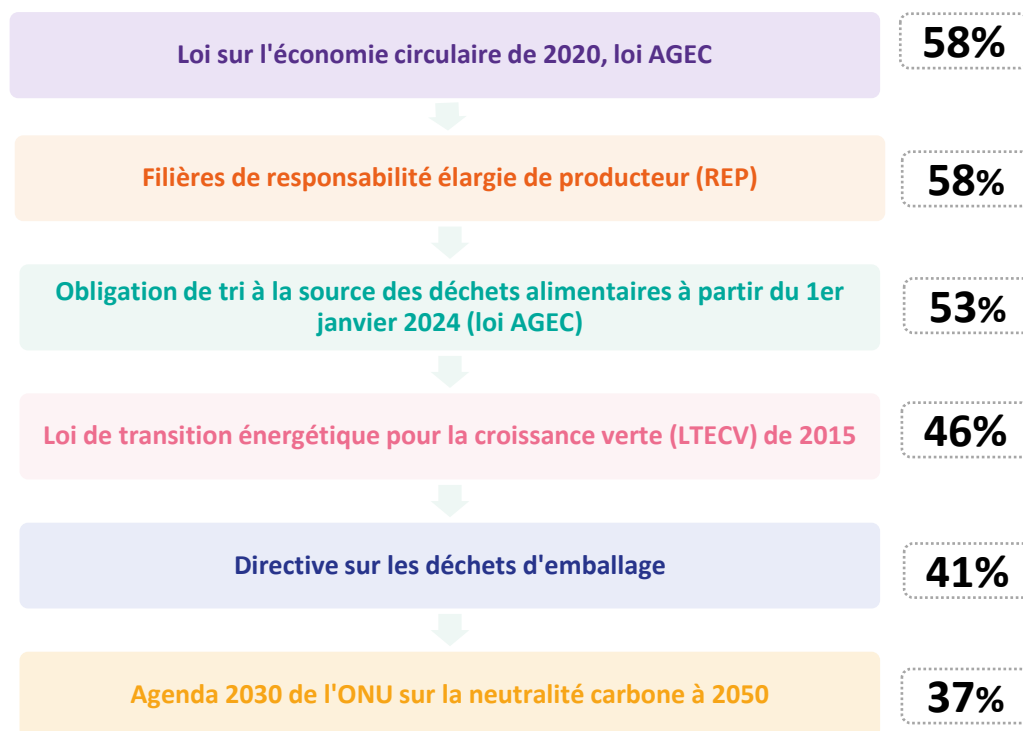 Loi sur l'économie circulaire de 2020, loi AGEC
58%
Filières de responsabilité élargie de producteur (REP)
58%
Obligation de tri à la source des déchets alimentaires à partir du 1er
janvier 2024 (loi AGEC)
53%
Loi de transition énergétique pour la croissance verte (LTECV) de 2015
46%
Directive sur les déchets d'emballage
41%
Agenda 2030 de l'ONU sur la neutralité carbone à 2050
37%